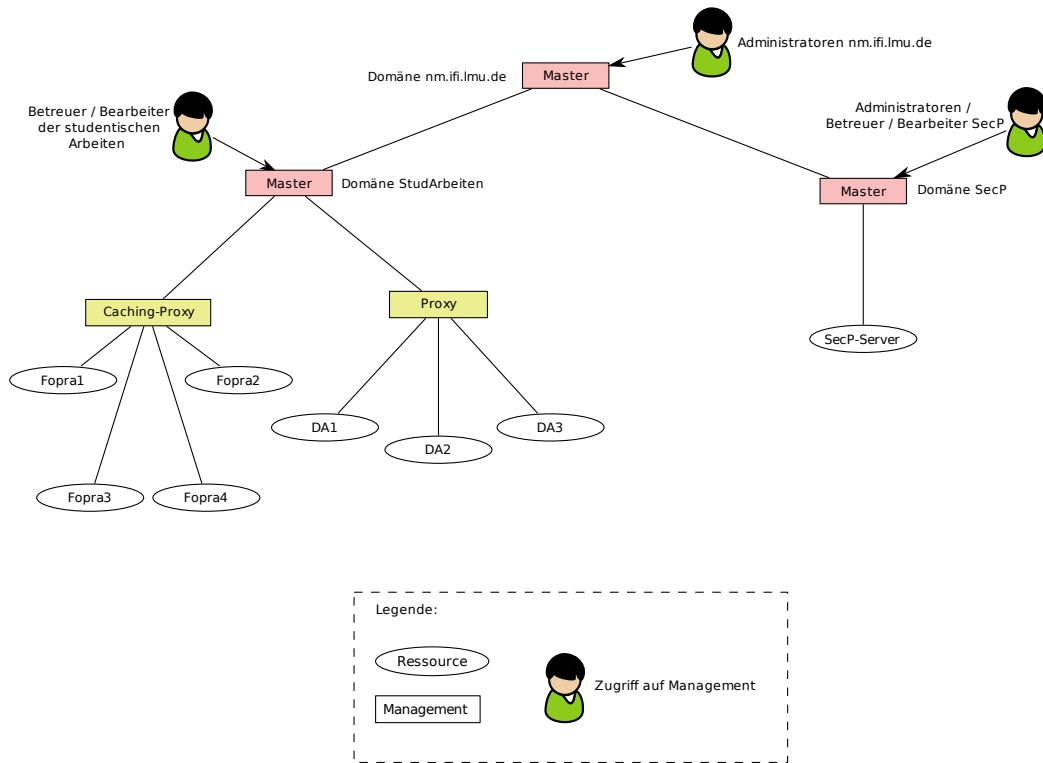 Administratoren nm.ifi.lmu.de
Domäne nm.ifi.lmu.de
Master
Betreuer / Bearbeiter
der studentischen
Arbeiten
Administratoren /
Betreuer / Bearbeiter SecP
Master
Domäne StudArbeiten
Master
Domäne SecP
Caching-Proxy
Proxy
SecP-Server
Fopra1
Fopra2
DA1
DA2
DA3
Fopra3
Fopra4
Legende:
Ressource
Management
Zugriff auf Management